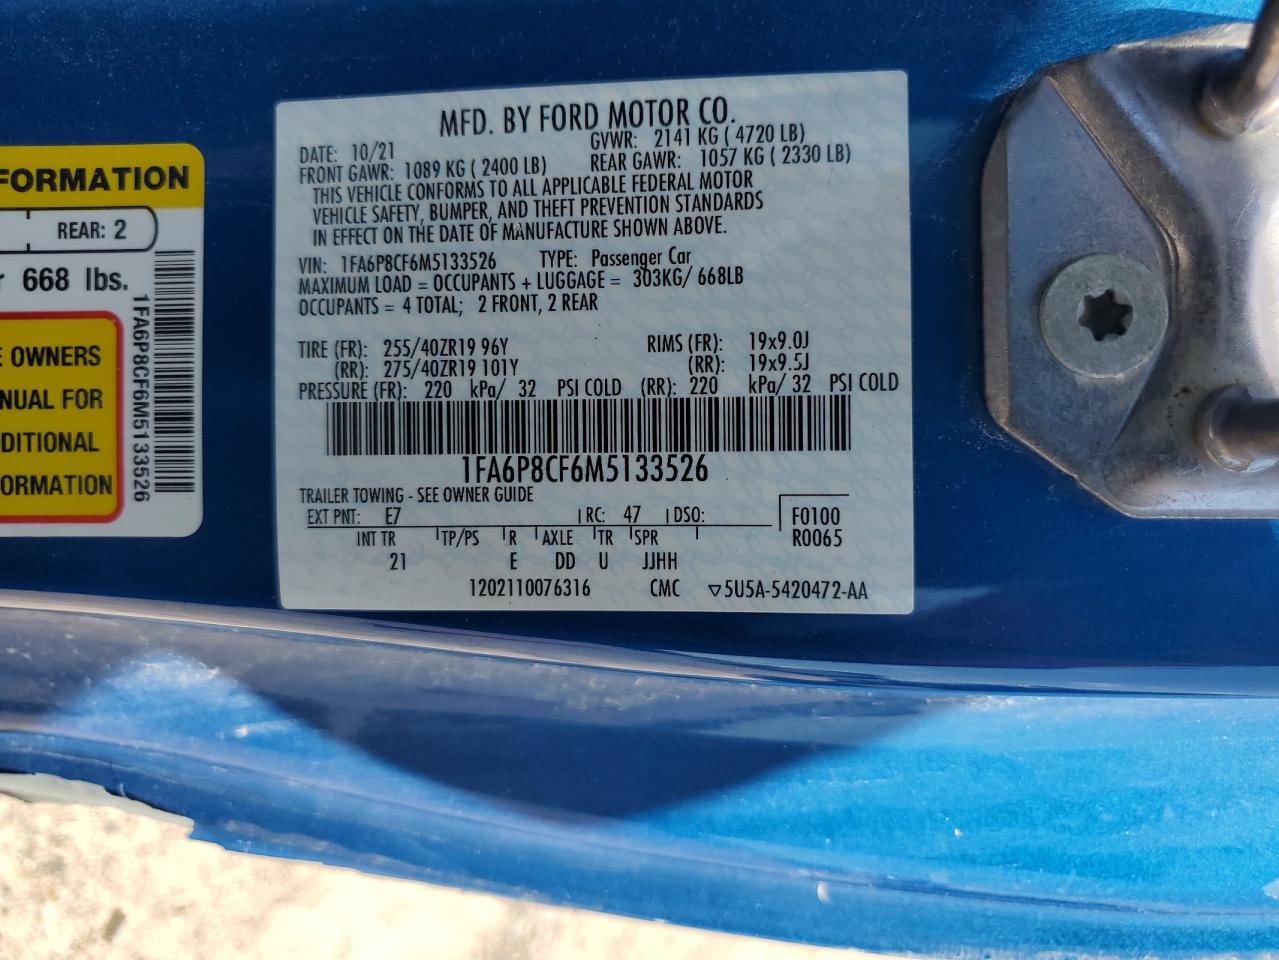 FORMATION
REAR: 2
668 lbs.
1FA6P8CF6M5133526
OWNERS
FOR
FORMATION
MFD. BY FORD MOTOR CO.
DATE: 10/21 GVWR: 2141 KG ( 4720 LB)
FRONT GAWR: 1089 KG ( 2400 LB) REAR GAWR: 1057 KG ( 2330 LB)
THIS VEHICLE CONFORMS TO ALL APPLICABLE FEDERAL MOTOR
VEHICLE SAFETY, BUMPER, AND THEFT PREVENTION STANDARDS
IN EFFECT ON THE DATE OF MANUFACTURE SHOWN ABOVE.
VIN: 1FA6P8CF6M5133526 TYPE: Passenger Car
MAXIMUM LOAD = OCCUPANTS + LUGGAGE = 303KG/ 668LB
OCCUPANTS = 4 TOTAL; 2 FRONT, 2 REAR
TIRE (FR): 255/40ZR19 96Y RIMS (FR): 19x9.0J
(RR): 275/40ZR19 101Y (RR): 19x9.5J
PRESSURE (FR): 220 kPa/ 32 PSI COLD (RR): 220 kPa/ 32 PSI COLD
1FA6P8CF6M5133526
TRAILER TOWING - SEE OWNER GUIDE
EXT PNT: E7 RC: 47 DSO: F0100
INT TR TP/PS R AXLE TR SPR R0065
21 E DD U JJHH
1202110076316 CMC ▽5U5A-5420472-AA